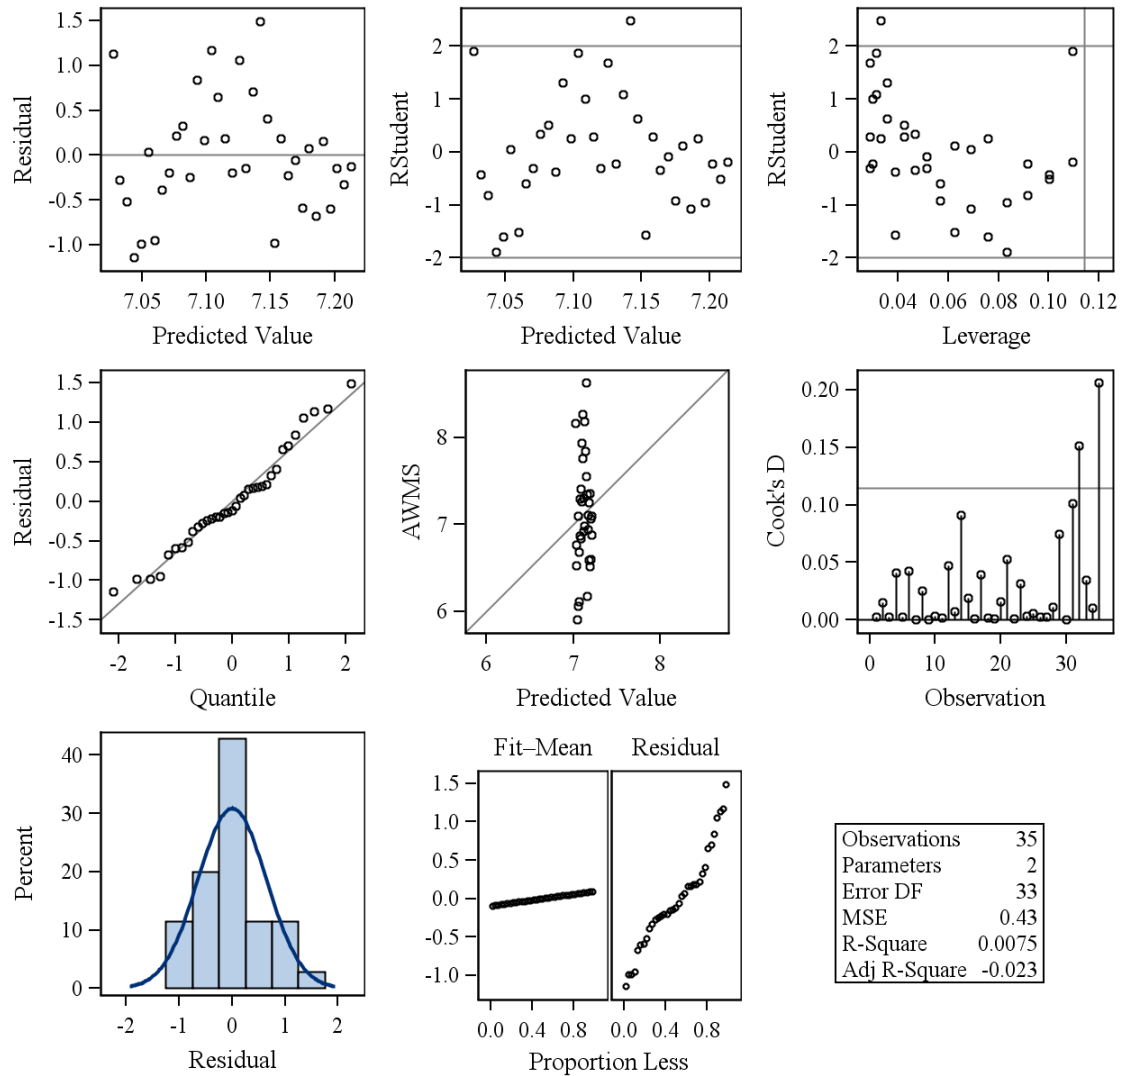 Residual
1.5
1.0
0.5
0.0
-0.5
-1.0
7.05 7.10 7.15 7.20
Predicted Value
RStudent
2
1
0
-1
-2
7.05 7.10 7.15 7.20
Predicted Value
RStudent
2
1
0
-1
-2
0.04 0.06 0.08 0.10 0.12
Leverage
Residual
1.5
1.0
0.5
0.0
-0.5
-1.0
-1.5
-2 -1 0 1 2
Quantile
AWMS
8
7
6
6 7 8
Predicted Value
Cook's D
0.20
0.15
0.10
0.05
0.00
0 10 20 30
Observation
Percent
40
30
20
10
0
-2 -1 0 1 2
Residual
Fit–Mean Residual
1.5
1.0
0.5
0.0
-0.5
-1.0
0.0 0.4 0.8 0.0 0.4 0.8
Proportion Less
Observations 35
Parameters 2
Error DF 33
MSE 0.43
R-Square 0.0075
Adj R-Square -0.023